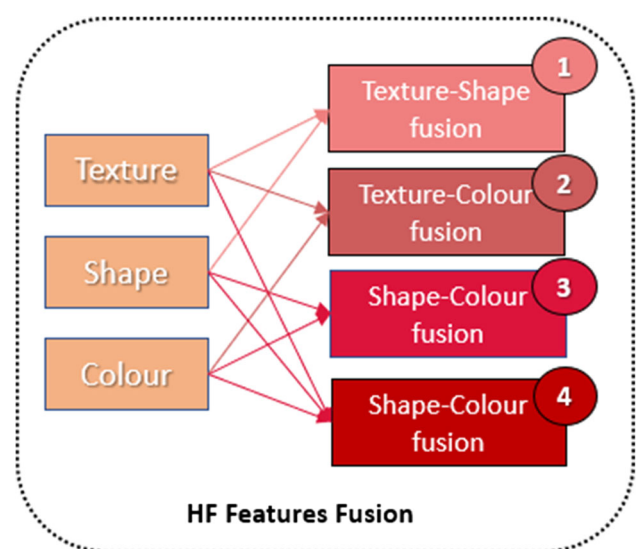 1
Texture-Shape
fusion
Texture
2
Texture-Colour
fusion
Shape
3
Shape-Colour
fusion
Colour
4
Shape-Colour
fusion
HF Features Fusion